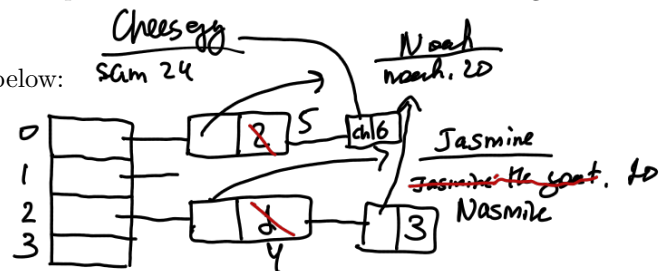 Cheesegg
sam 24
Noah
noah. 20
below:
0 2 5 ch 6
1
2 4 3
3
Jasmine
Jasmine the goat. 20
Nasmile